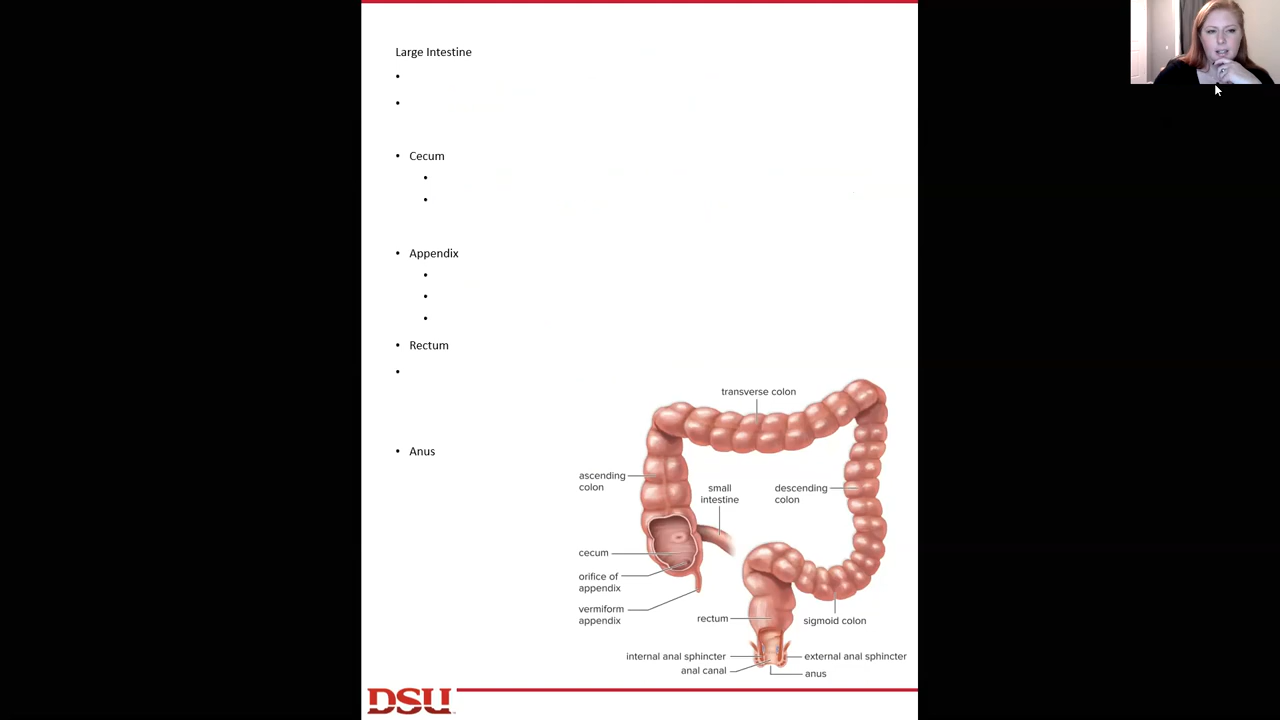 Large Intestine
•
•
• Cecum
•
•
• Appendix
•
•
•
• Rectum
•
• Anus
transverse colon
ascending
colon
small
intestine
descending
colon
cecum
orifice of
appendix
vermiform
appendix
rectum
sigmoid colon
internal anal sphincter
external anal sphincter
anal canal
anus
DSU